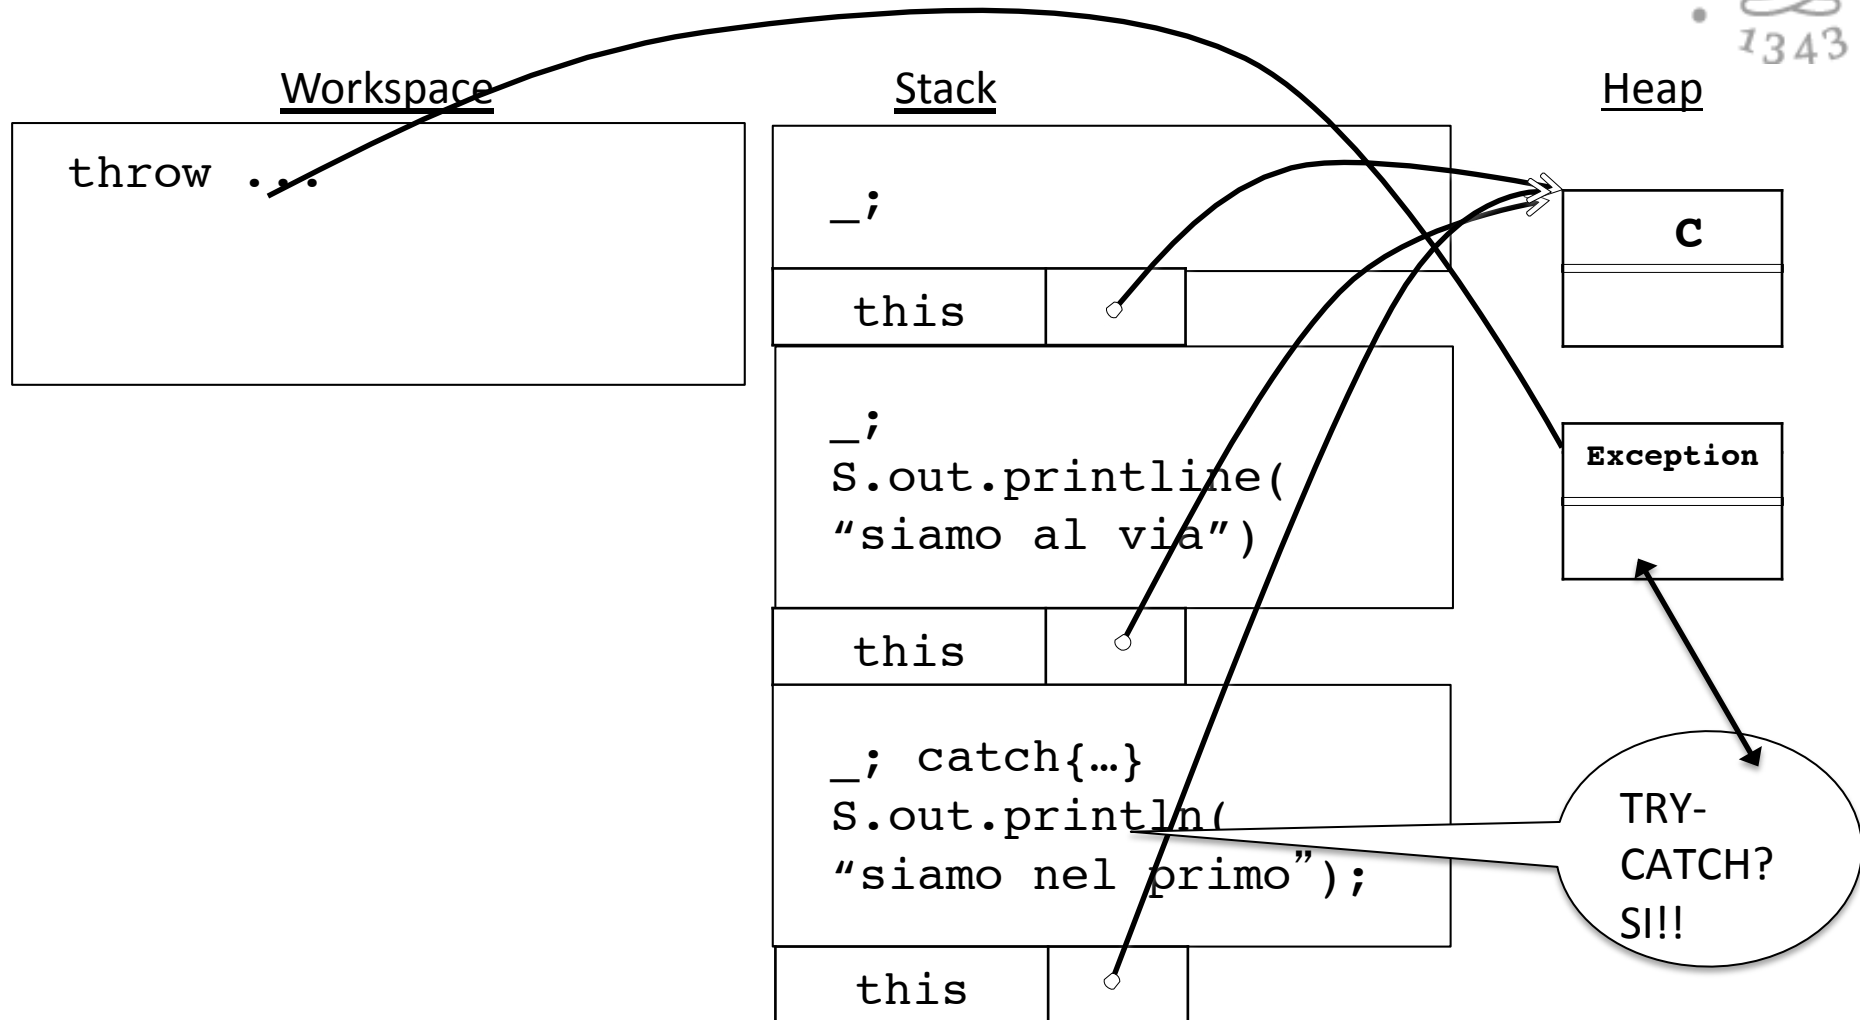 1343
Workspace
Stack
Heap
throw ...
_;
this
C
_;
S.out.printline(
“siamo al via”)
this
Exception
_; catch{…}
S.out.println(
“siamo nel primo”);
this
TRY-
CATCH?
SI!!